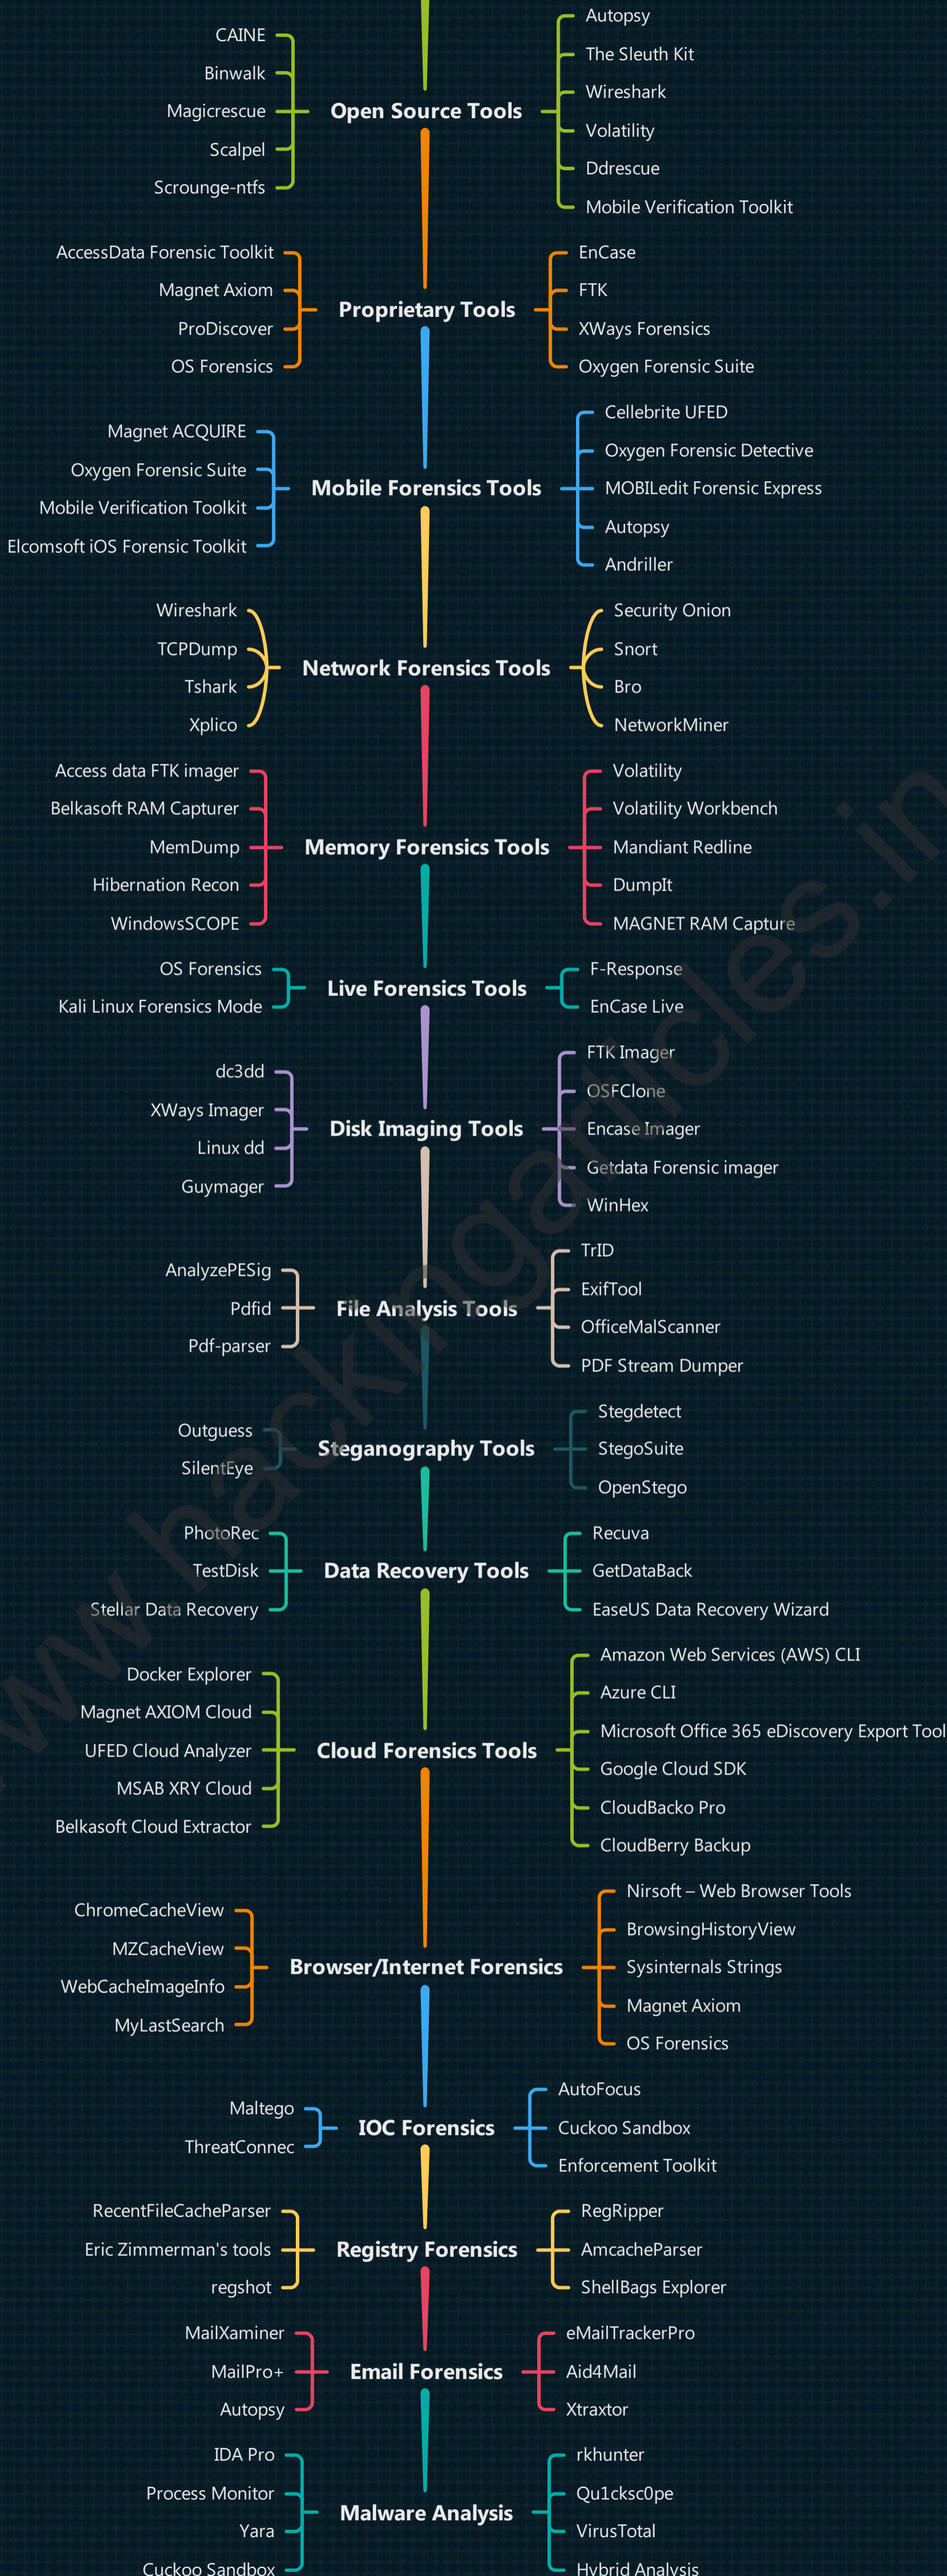 CAINE
Binwalk
Magicrescue
Scalpel
Scrounge-ntfs
Open Source Tools
Autopsy
The Sleuth Kit
Wireshark
Volatility
Ddrescue
Mobile Verification Toolkit
AccessData Forensic Toolkit
Magnet Axiom
ProDiscover
OS Forensics
Proprietary Tools
EnCase
FTK
XWays Forensics
Oxygen Forensic Suite
Magnet ACQUIRE
Oxygen Forensic Suite
Mobile Verification Toolkit
Elcomsoft iOS Forensic Toolkit
Mobile Forensics Tools
Cellebrite UFED
Oxygen Forensic Detective
MOBILedit Forensic Express
Autopsy
Andriller
Wireshark
TCPDump
Tshark
Xplico
Network Forensics Tools
Security Onion
Snort
Bro
NetworkMiner
Access data FTK imager
Belkasoft RAM Capturer
MemDump
Hibernation Recon
WindowsSCOPE
Memory Forensics Tools
Volatility
Volatility Workbench
Mandiant Redline
DumpIt
MAGNET RAM Capture
OS Forensics
Kali Linux Forensics Mode
Live Forensics Tools
F-Response
EnCase Live
dc3dd
XWays Imager
Linux dd
Guymager
Disk Imaging Tools
FTK Imager
OSFClone
Encase Imager
Getdata Forensic imager
WinHex
AnalyzePESig
Pdfid
Pdf-parser
File Analysis Tools
TrID
ExifTool
OfficeMalScanner
PDF Stream Dumper
Outguess
SilentEye
Steganography Tools
Stegdetect
StegoSuite
OpenStego
PhotoRec
TestDisk
Stellar Data Recovery
Data Recovery Tools
Recuva
GetDataBack
EaseUS Data Recovery Wizard
Docker Explorer
Magnet AXIOM Cloud
UFED Cloud Analyzer
MSAB XRY Cloud
Belkasoft Cloud Extractor
Cloud Forensics Tools
Amazon Web Services (AWS) CLI
Azure CLI
Microsoft Office 365 eDiscovery Export Tool
Google Cloud SDK
CloudBacko Pro
CloudBerry Backup
ChromeCacheView
MZCacheView
WebCacheImageInfo
MyLastSearch
Browser/Internet Forensics
Nirsoft – Web Browser Tools
BrowsingHistoryView
Sysinternals Strings
Magnet Axiom
OS Forensics
Maltego
ThreatConnec
IOC Forensics
AutoFocus
Cuckoo Sandbox
Enforcement Toolkit
RecentFileCacheParser
Eric Zimmerman's tools
regshot
Registry Forensics
RegRipper
AmcacheParser
ShellBags Explorer
MailXaminer
MailPro+
Autopsy
Email Forensics
eMailTrackerPro
Aid4Mail
Xtraxtor
IDA Pro
Process Monitor
Yara
Cuckoo Sandbox
Malware Analysis
rkhunter
Qu1cksc0pe
VirusTotal
Hybrid Analysis
www.hackingarticles.in